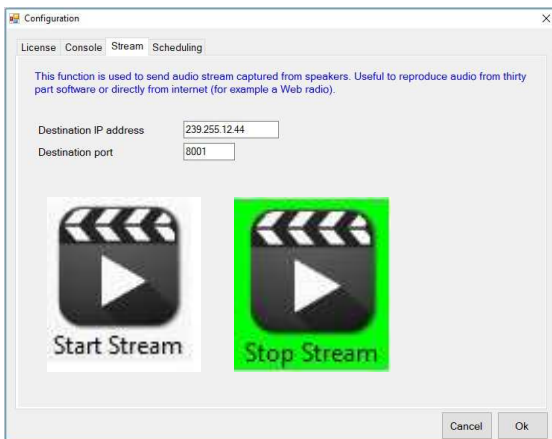 Configuration
License Console Stream Scheduling
This function is used to send audio stream captured from speakers. Useful to reproduce audio from thirty
part software or directly from internet (for example a Web radio).
Destination IP address 239.255.12.44
Destination port 8001
Start Stream Stop Stream
Cancel Ok